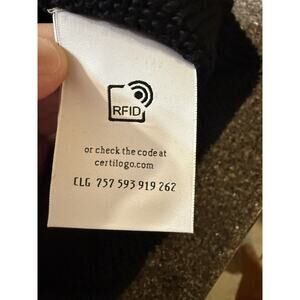 RFID
or check the code at
certilogo.com
CLG 757 593 919 262